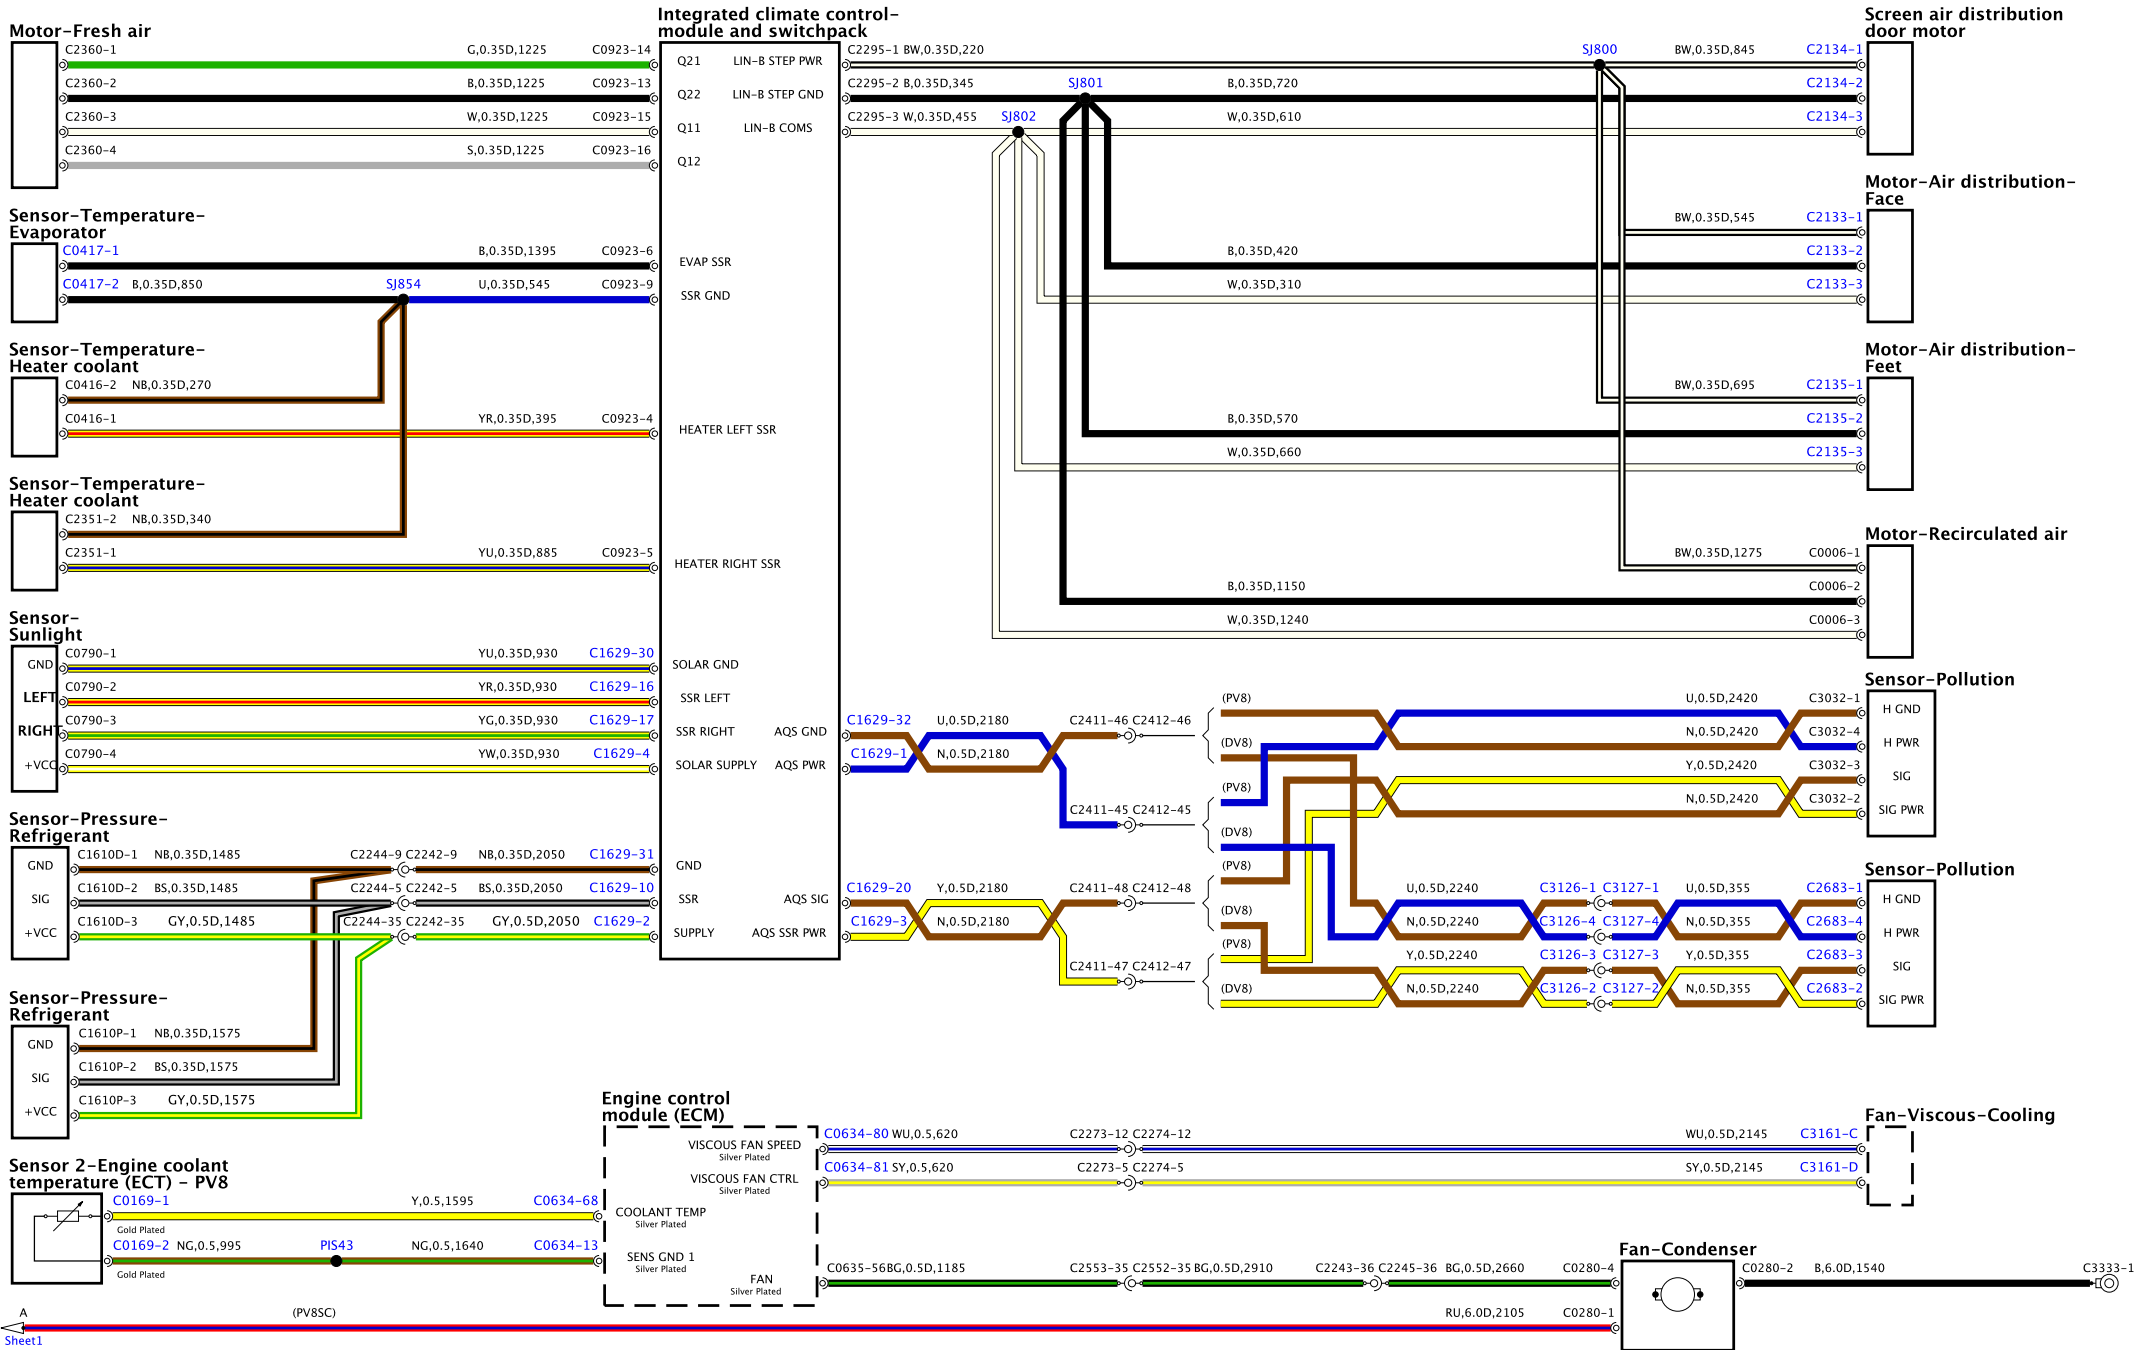 Integrated climate control-
module and switchpack
Screen air distribution
door motor
Motor-Fresh air
C2360-1 G,0.35D,1225 C0923-14
C2360-2 B,0.35D,1225 C0923-13
C2360-3 W,0.35D,1225 C0923-15
C2360-4 S,0.35D,1225 C0923-16
Q21 LIN-B STEP PWR
Q22 LIN-B STEP GND
Q11 LIN-B COMS
Q12
C2295-1 BW,0.35D,220 SJ800 BW,0.35D,845 C2134-1
C2295-2 B,0.35D,345 SJ801 B,0.35D,720 C2134-2
C2295-3 W,0.35D,455 SJ802 W,0.35D,610 C2134-3
Motor-Air distribution-
Face
BW,0.35D,545 C2133-1
B,0.35D,420 C2133-2
W,0.35D,310 C2133-3
Sensor-Temperature-
Evaporator
C0417-1 B,0.35D,1395 C0923-6 EVAP SSR
C0417-2 B,0.35D,850 SJ854 U,0.35D,545 C0923-9 SSR GND
Sensor-Temperature-
Heater coolant
C0416-2 NB,0.35D,270
C0416-1 YR,0.35D,395 C0923-4 HEATER LEFT SSR
Motor-Air distribution-
Feet
BW,0.35D,695 C2135-1
B,0.35D,570 C2135-2
W,0.35D,660 C2135-3
Sensor-Temperature-
Heater coolant
C2351-2 NB,0.35D,340
C2351-1 YU,0.35D,885 C0923-5 HEATER RIGHT SSR
Motor-Recirculated air
BW,0.35D,1275 C0006-1
B,0.35D,1150 C0006-2
W,0.35D,1240 C0006-3
Sensor-
Sunlight
GND C0790-1 YU,0.35D,930 C1629-30 SOLAR GND
LEFT C0790-2 YR,0.35D,930 C1629-16 SSR LEFT
RIGHT C0790-3 YG,0.35D,930 C1629-17 SSR RIGHT
+VCC C0790-4 YW,0.35D,930 C1629-4 SOLAR SUPPLY
AQS GND C1629-32 U,0.5D,2180 C2411-46 C2412-46
AQS PWR C1629-1 N,0.5D,2180
C2411-45 C2412-45
(PV8)
(DV8)
(PV8)
(DV8)
Sensor-Pollution
U,0.5D,2420 C3032-1 H GND
N,0.5D,2420 C3032-4 H PWR
Y,0.5D,2420 C3032-3 SIG
N,0.5D,2420 C3032-2 SIG PWR
Sensor-Pressure-
Refrigerant
GND C1610D-1 NB,0.35D,1485 C2244-9 C2242-9 NB,0.35D,2050 C1629-31 GND
SIG C1610D-2 BS,0.35D,1485 C2244-5 C2242-5 BS,0.35D,2050 C1629-10 SSR
+VCC C1610D-3 GY,0.5D,1485 C2244-35 C2242-35 GY,0.5D,2050 C1629-2 SUPPLY
AQS SIG C1629-20 Y,0.5D,2180 C2411-48 C2412-48
AQS SSR PWR C1629-3 N,0.5D,2180
C2411-47 C2412-47
(PV8)
(DV8)
(PV8)
(DV8)
Sensor-Pollution
U,0.5D,2240 C3126-1 C3127-1 U,0.5D,355 C2683-1 H GND
N,0.5D,2240 C3126-4 C3127-4 N,0.5D,355 C2683-4 H PWR
Y,0.5D,2240 C3126-3 C3127-3 Y,0.5D,355 C2683-3 SIG
N,0.5D,2240 C3126-2 C3127-2 N,0.5D,355 C2683-2 SIG PWR
Sensor-Pressure-
Refrigerant
GND C1610P-1 NB,0.35D,1575
SIG C1610P-2 BS,0.35D,1575
+VCC C1610P-3 GY,0.5D,1575
Engine control
module (ECM)
Fan-Viscous-Cooling
VISCOUS FAN SPEED C0634-80 WU,0.5,620 C2273-12 C2274-12 WU,0.5D,2145 C3161-C
Silver Plated
VISCOUS FAN CTRL C0634-81 SY,0.5,620 C2273-5 C2274-5 SY,0.5D,2145 C3161-D
Silver Plated
Sensor 2-Engine coolant
temperature (ECT) - PV8
C0169-1 Y,0.5,1595 C0634-68 COOLANT TEMP
Gold Plated Silver Plated
C0169-2 NG,0.5,995 PIS43 NG,0.5,1640 C0634-13 SENS GND 1
Gold Plated Silver Plated
Fan-Condenser
FAN C0635-56BG,0.5D,1185 C2553-35 C2552-35 BG,0.5D,2910 C2243-36 C2245-36 BG,0.5D,2660 C0280-4
Silver Plated
C0280-2 B,6.0D,1540 C3333-1
A (PV8SC) RU,6.0D,2105 C0280-1
Sheet1